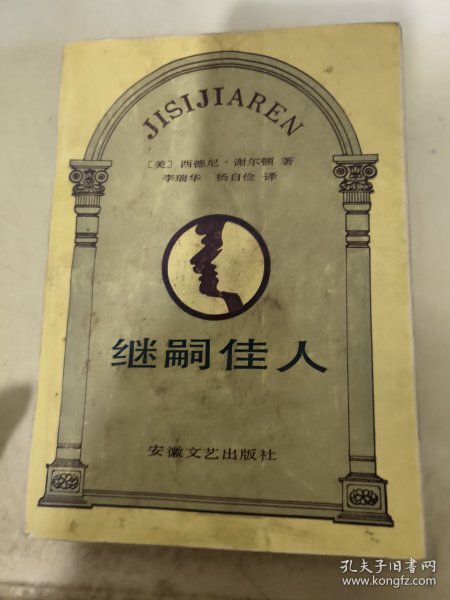 JISIJIAREN
［美］西德尼·谢尔顿 著
李瑞华 杨自俭 译
继嗣佳人
安徽文艺出版社
孔夫子旧书网
www.kongfz.com